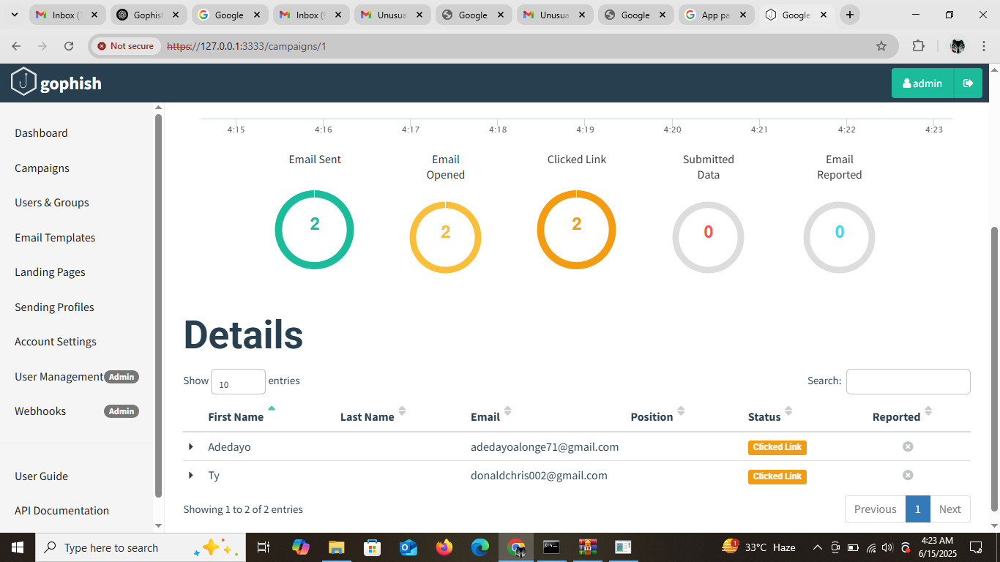 Inbox (1
Gophish
Google
Inbox (9
Unusua
Google
Unusua
Google
App pa
Google
Not secure https://127.0.0.1:3333/campaigns/1
gophish
admin
Dashboard
Campaigns
Users & Groups
Email Templates
Landing Pages
Sending Profiles
Account Settings
User Management Admin
Webhooks Admin
User Guide
API Documentation
4:15 4:16 4:17 4:18 4:19 4:20 4:21 4:22 4:23
Email Sent
2
Email
Opened
2
Clicked Link
2
Submitted
Data
0
Email
Reported
0
Details
Show 10 entries
Search:
First Name Last Name Email Position Status Reported
Adedayo adedayoalonge71@gmail.com Clicked Link
Ty donaldchris002@gmail.com Clicked Link
Showing 1 to 2 of 2 entries
Previous 1 Next
Type here to search
1
33°C Haze
4:23 AM
6/15/2025